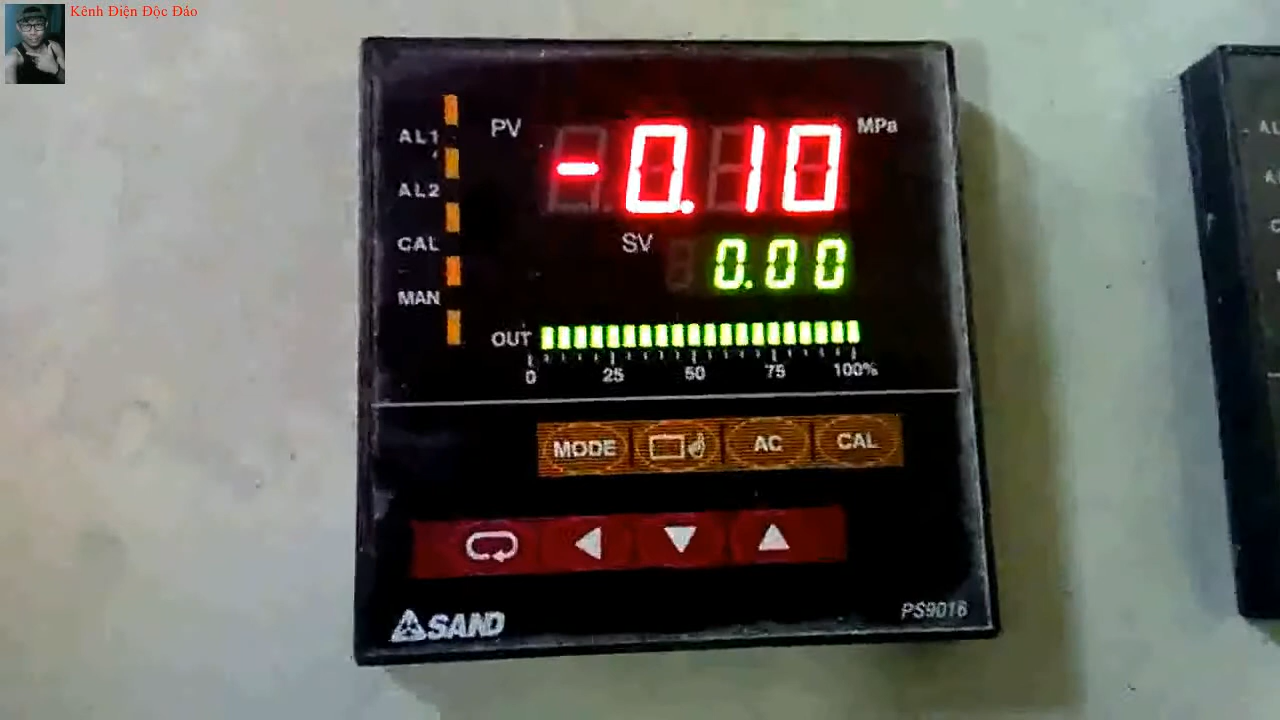 Kênh Điện Độc Đáo
AL1
AL2
CAL
MAN
PV
-0.10
MPa
SV
0.00
OUT
0 25 50 75 100%
MODE
AC
CAL
SAND
PS9016